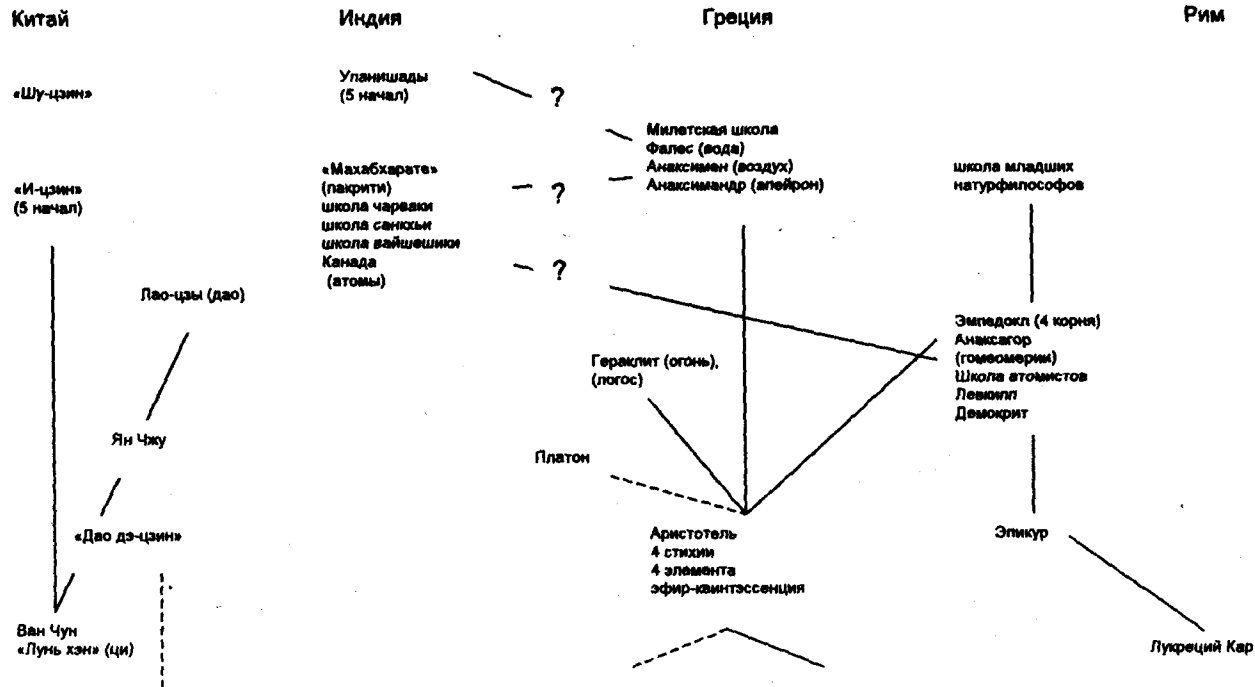 Китай
Индия
Греция
Рим
«Шу-цзин»
Упанишады
(5 начал)
?
Милетская школа
Фалес (вода)
Анаксимен (воздух)
Анаксимандр (апейрон)
«И-цзин»
(5 начал)
«Махабхарате»
(пакрити)
школа чарваки
школа санкхьи
школа вайшешики
Канада
(атомы)
?
?
школа младших
натурфилософов
Лао-цзы (дао)
Эмпедокл (4 корня)
Анаксагор
(гомеомерии)
Школа атомистов
Левкипп
Демокрит
Гераклит (огонь),
(логос)
Ян Чжу
Платон
«Дао дэ-цзин»
Аристотель
4 стихии
4 элемента
эфир-квинтэссенция
Эпикур
Ван Чун
«Лунь хэн» (ци)
Лукреций Кар